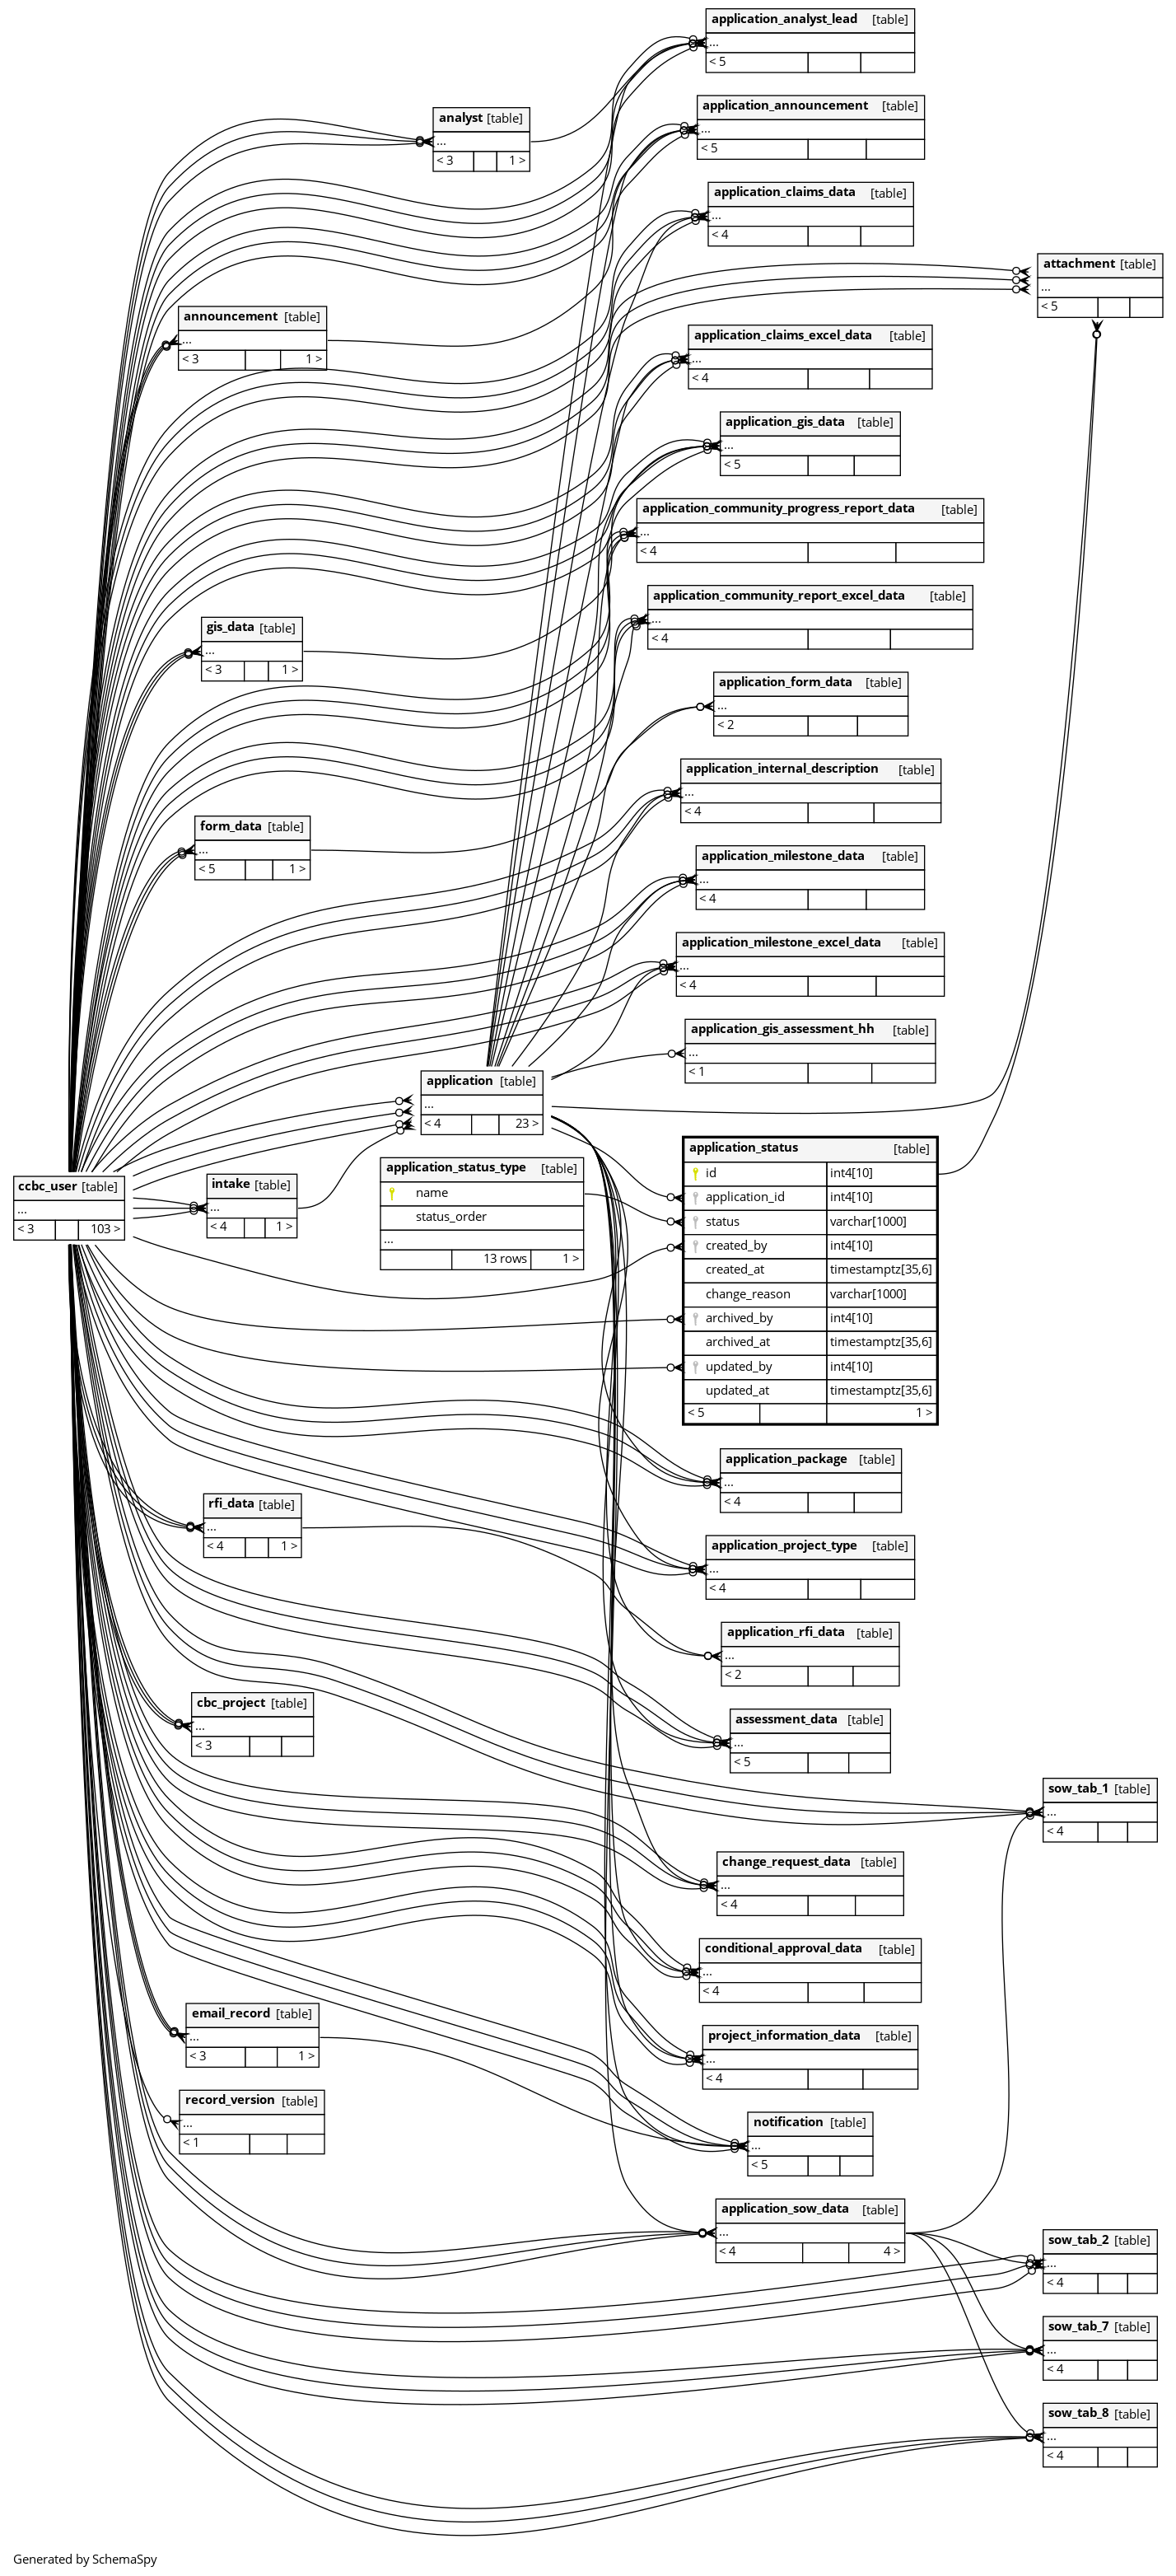 application_analyst_lead [table]
...
< 5
application_announcement [table]
...
< 5
analyst [table]
...
< 3 1 >
application_claims_data [table]
...
< 4
attachment [table]
...
< 5
announcement [table]
...
< 3 1 >
application_claims_excel_data [table]
...
< 4
application_gis_data [table]
...
< 5
application_community_progress_report_data [table]
...
< 4
application_community_report_excel_data [table]
...
< 4
gis_data [table]
...
< 3 1 >
application_form_data [table]
...
< 2
application_internal_description [table]
...
< 4
form_data [table]
...
< 5 1 >
application_milestone_data [table]
...
< 4
application_milestone_excel_data [table]
...
< 4
application_gis_assessment_hh [table]
...
< 1
application [table]
...
< 4 23 >
application_status [table]
id int4[10]
application_id int4[10]
status varchar[1000]
created_by int4[10]
created_at timestamptz[35,6]
change_reason varchar[1000]
archived_by int4[10]
archived_at timestamptz[35,6]
updated_by int4[10]
updated_at timestamptz[35,6]
< 5 1 >
application_status_type [table]
name
status_order
...
13 rows 1 >
ccbc_user [table]
...
< 3 103 >
intake [table]
...
< 4 1 >
application_package [table]
...
< 4
rfi_data [table]
...
< 4 1 >
application_project_type [table]
...
< 4
application_rfi_data [table]
...
< 2
cbc_project [table]
...
< 3
assessment_data [table]
...
< 5
sow_tab_1 [table]
...
< 4
change_request_data [table]
...
< 4
conditional_approval_data [table]
...
< 4
email_record [table]
...
< 3 1 >
project_information_data [table]
...
< 4
record_version [table]
...
< 1
notification [table]
...
< 5
application_sow_data [table]
...
< 4 4 >
sow_tab_2 [table]
...
< 4
sow_tab_7 [table]
...
< 4
sow_tab_8 [table]
...
< 4
Generated by SchemaSpy